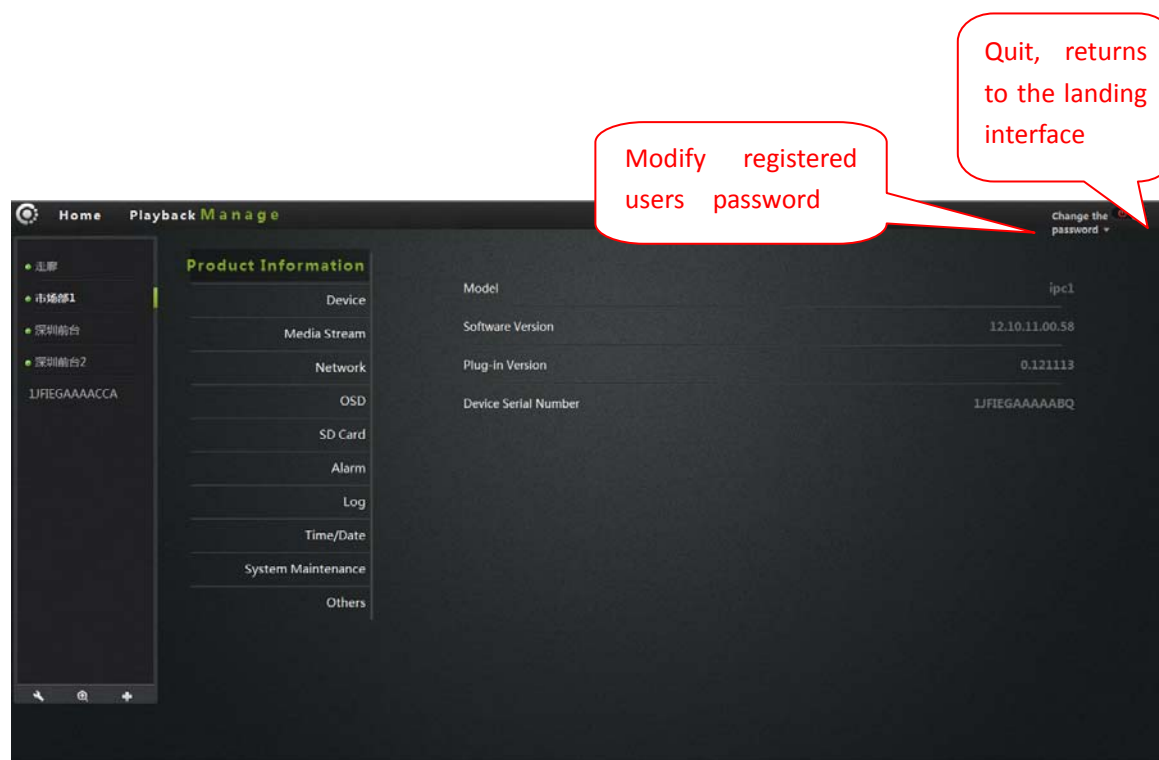 Quit, returns
to the landing
interface
Modify registered
users password
Home Playback Manage
Change the
password
走廊
市场部1
深圳前台
深圳前台2
1JFIEGAAAACCA
Product Information
Device
Media Stream
Network
OSD
SD Card
Alarm
Log
Time/Date
System Maintenance
Others
Model ipc1
Software Version 12.10.11.00.58
Plug-in Version 0.121113
Device Serial Number 1JFIEGAAAAABQ